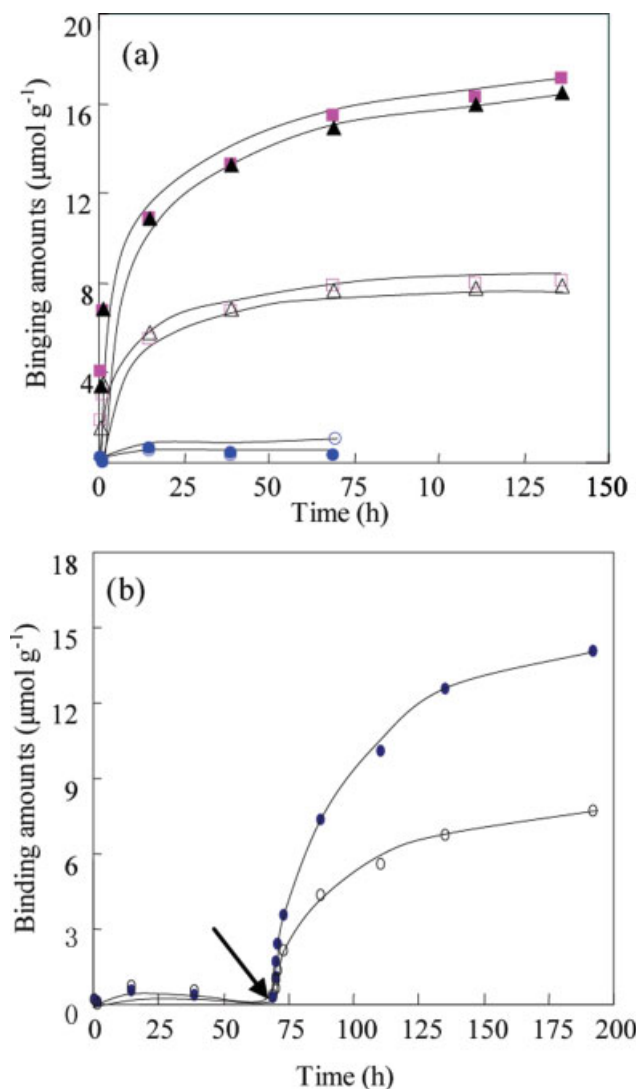 20
(a)
16
12
8
4
0 25 50 75 10 125 150
Binging amounts (µmol g⁻¹)
Time (h)
18
(b)
15
12
9
6
3
0
0 25 50 75 100 125 150 175 200
Binding amounts (µmol g⁻¹)
Time (h)